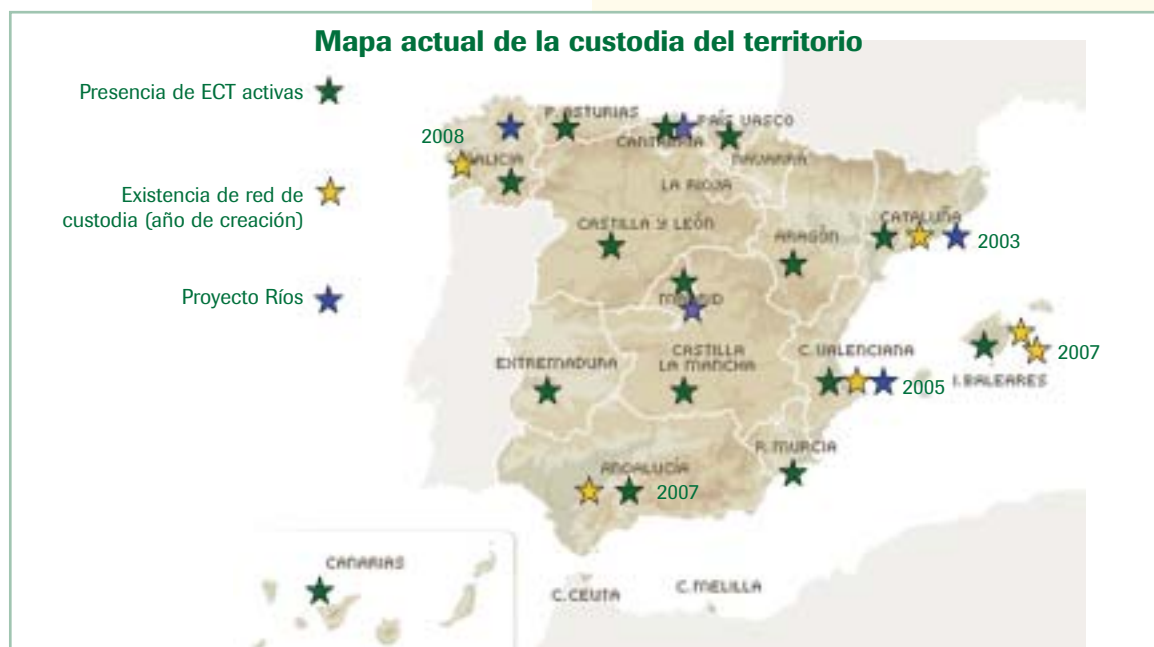 Mapa actual de la custodia del territorio
Presencia de ECT activas
Existencia de red de
custodia (año de creación)
Proyecto Ríos
P. ASTURIAS
CANTABRIA
PAÍS VASCO
NAVARRA
2008
GALICIA
LA RIOJA
CASTILLA Y LEÓN
ARAGÓN
CATALUÑA
2003
MADRID
EXTREMADURA
CASTILLA
LA MANCHA
C. VALENCIANA
2005
I. BALEARES
2007
R. MURCIA
ANDALUCÍA
2007
CANARIAS
C. CEUTA
C. MELILLA